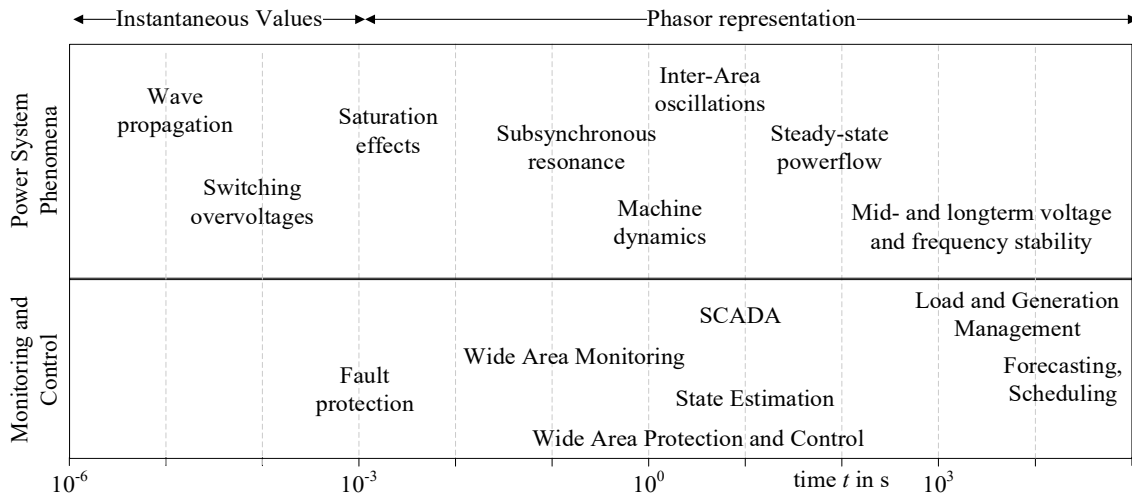 Instantaneous Values
Phasor representation
Power System
Phenomena
Wave
propagation
Switching
overvoltages
Saturation
effects
Subsynchronous
resonance
Inter-Area
oscillations
Machine
dynamics
Steady-state
powerflow
Mid- and longterm voltage
and frequency stability
Monitoring and
Control
Fault
protection
Wide Area Monitoring
SCADA
State Estimation
Wide Area Protection and Control
Load and Generation
Management
Forecasting,
Scheduling
10⁻⁶
10⁻³
10⁰
time t in s
10³